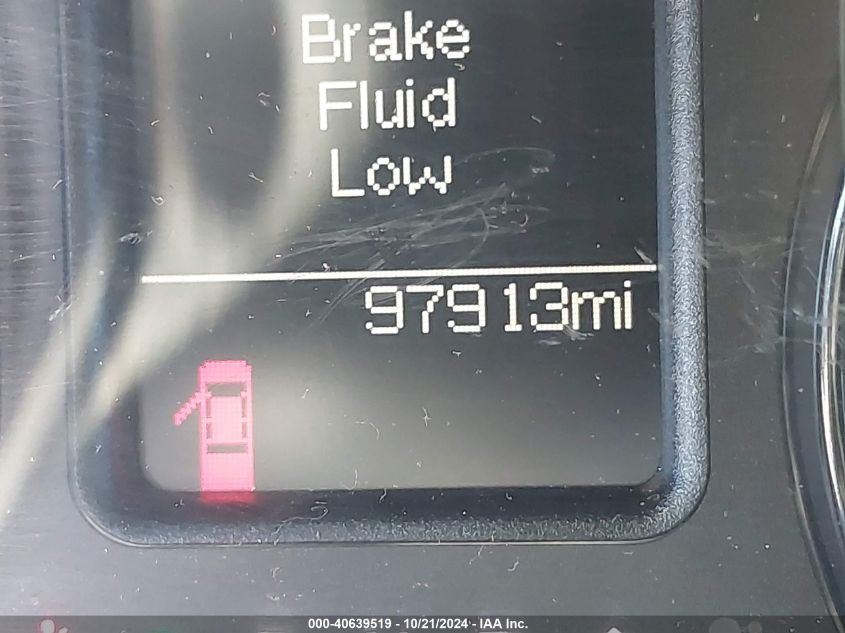 Brake
Fluid
Low
97913mi
000-40639519 - 10/21/2024 - IAA Inc.